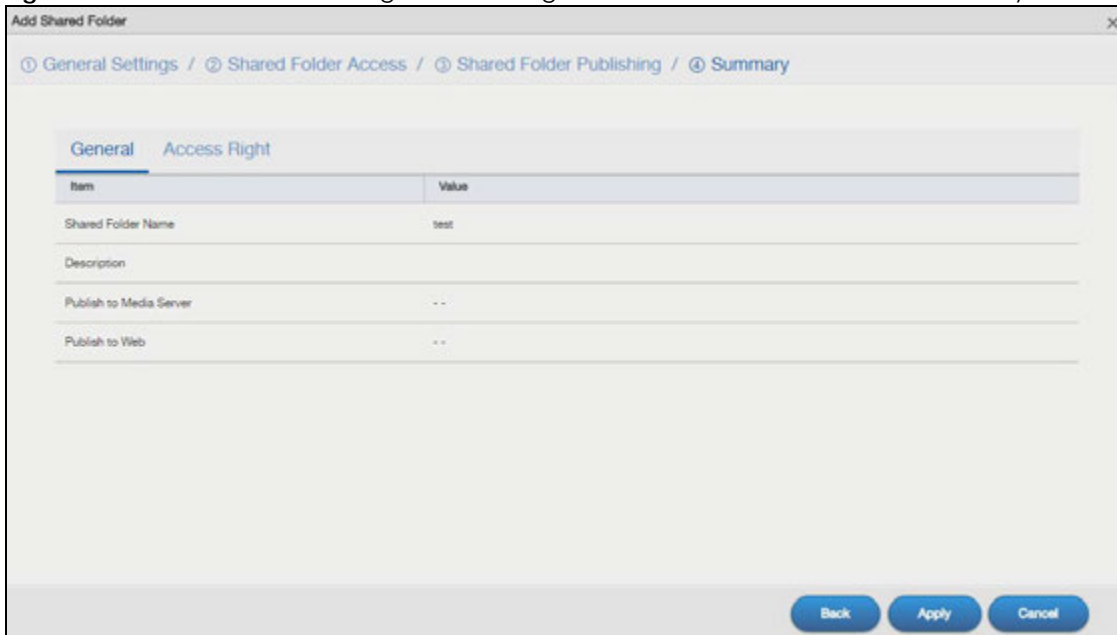 Add Shared Folder
① General Settings / ② Shared Folder Access / ③ Shared Folder Publishing / ④ Summary
General Access Right
Item Value
Shared Folder Name test
Description
Publish to Media Server - -
Publish to Web - -
Back Apply Cancel